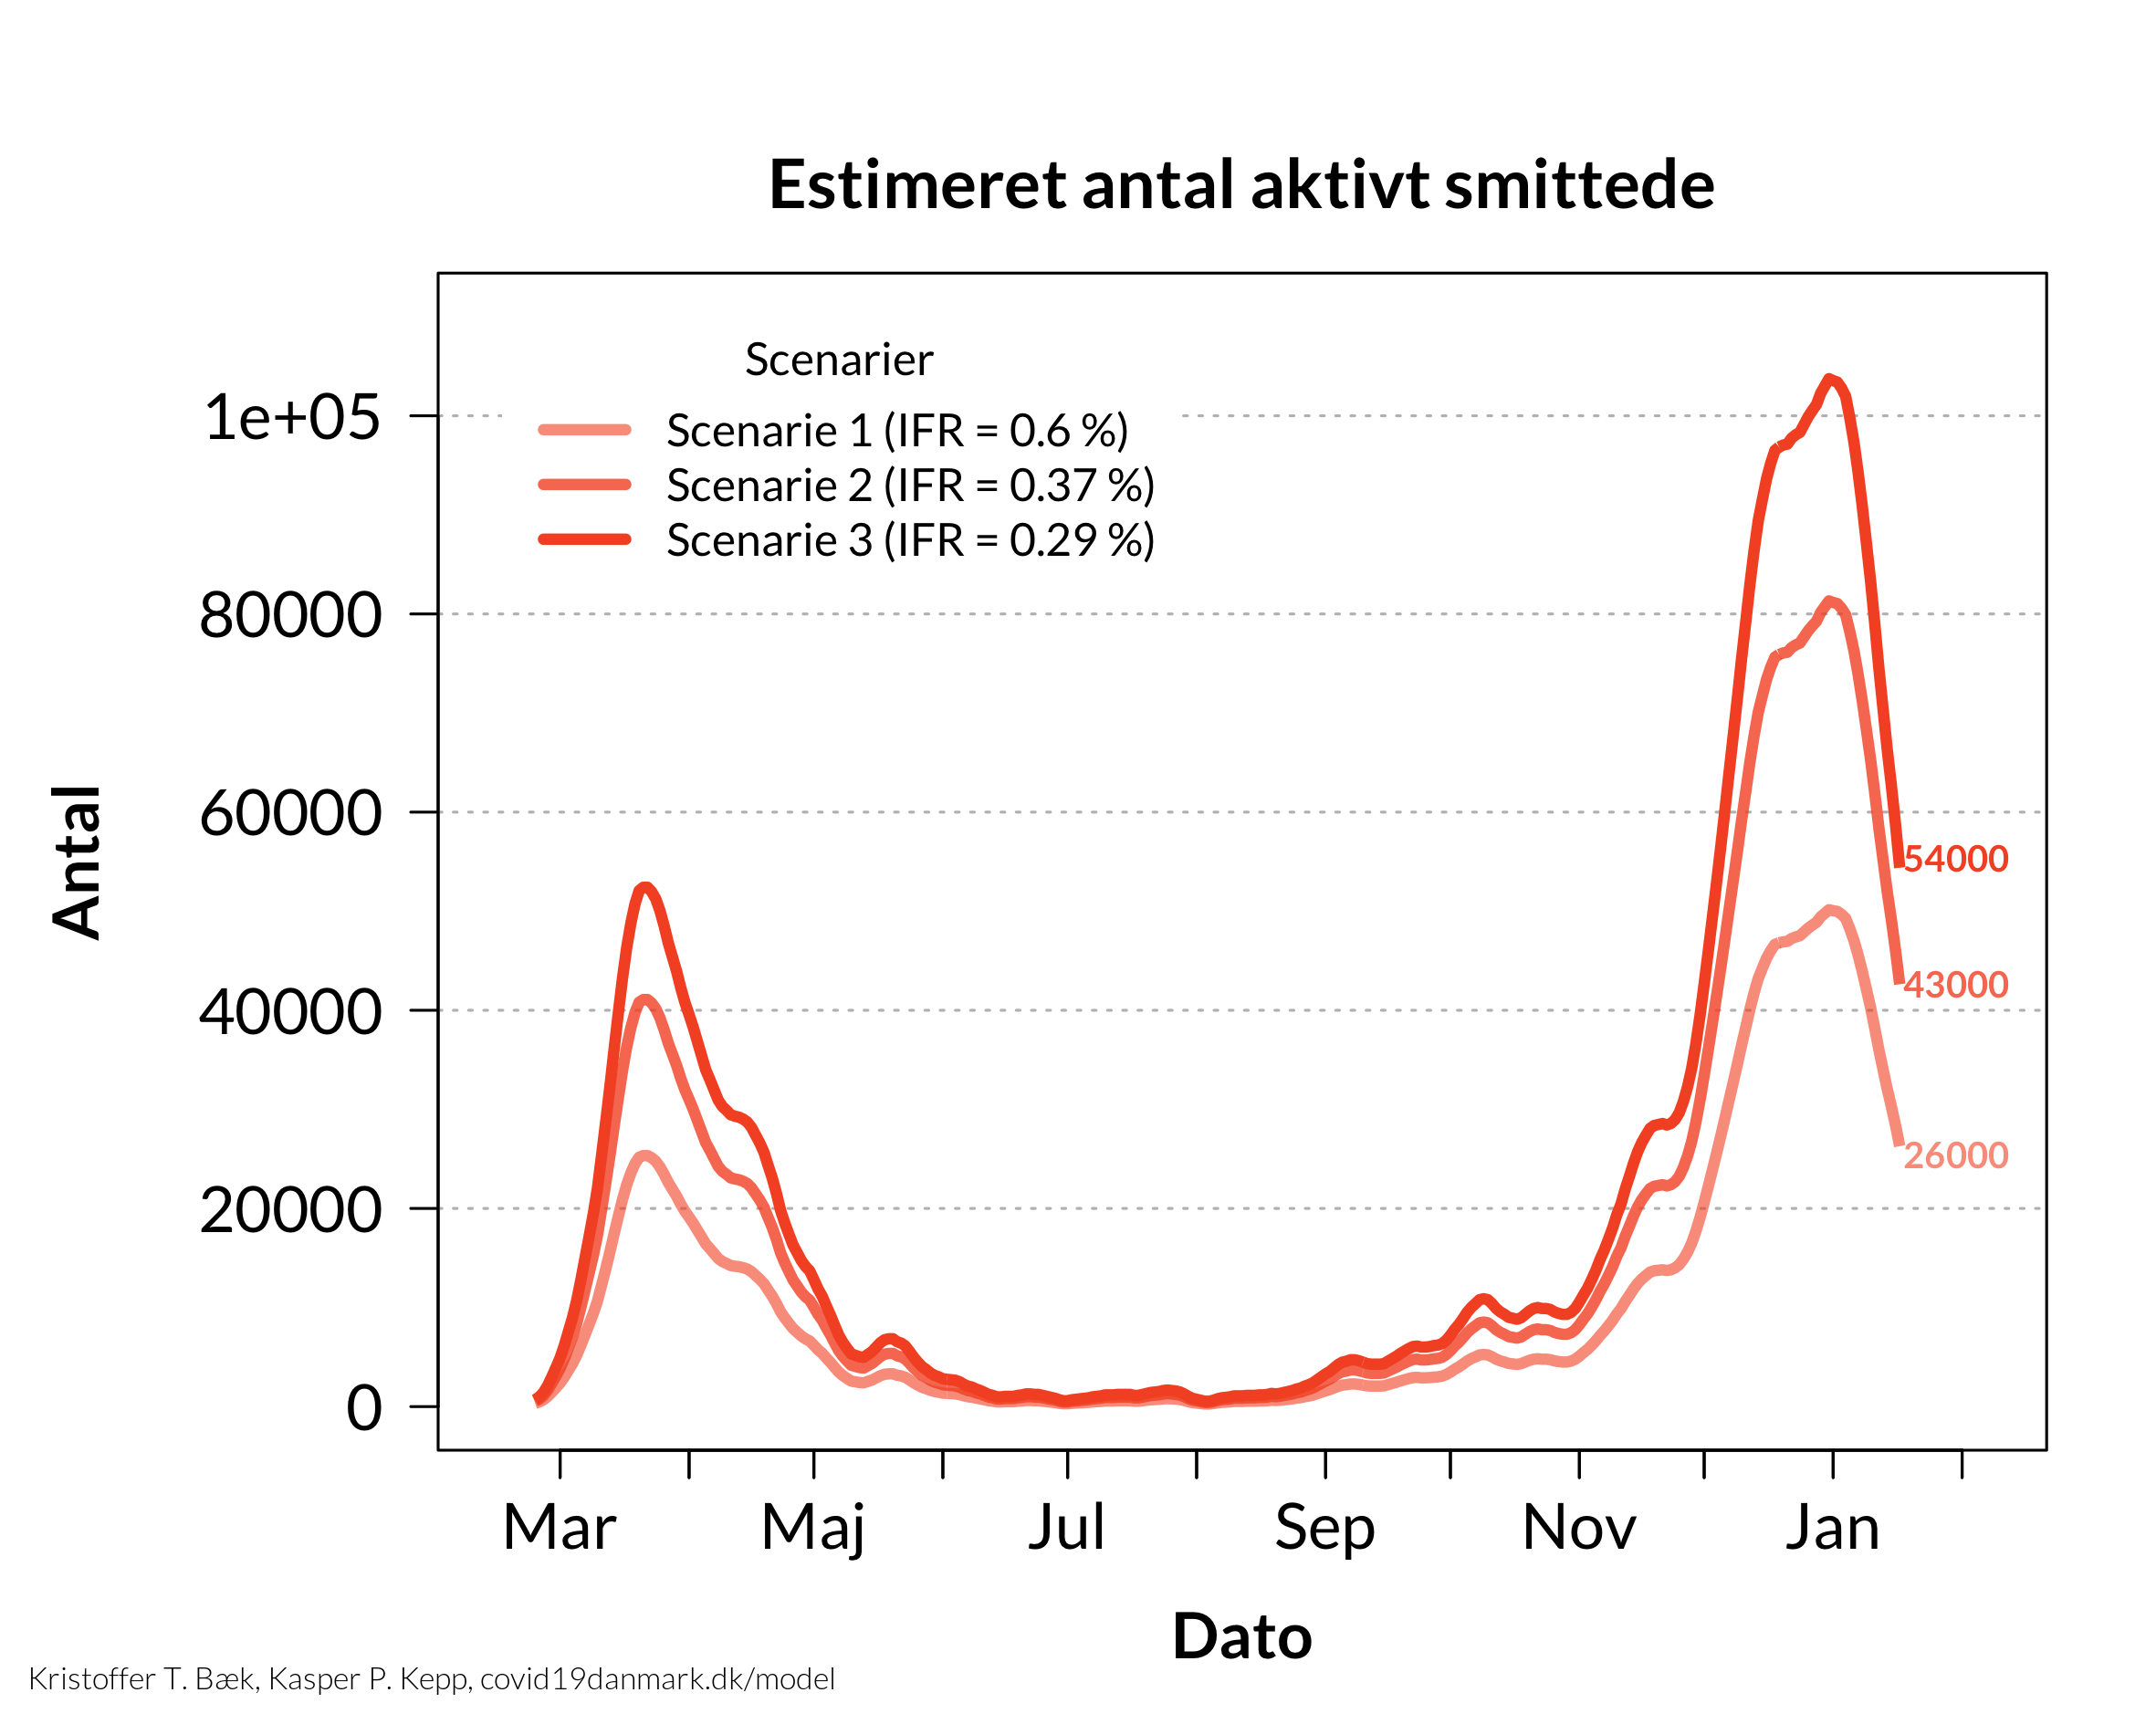 Estimeret antal aktivt smittede
Scenarier
Scenarie 1 (IFR = 0.6 %)
Scenarie 2 (IFR = 0.37 %)
Scenarie 3 (IFR = 0.29 %)
Antal
1e+05
80000
60000
40000
20000
0
54000
43000
26000
Mar Maj Jul Sep Nov Jan
Dato
Kristoffer T. Bæk, Kasper P. Kepp, covid19danmark.dk/model